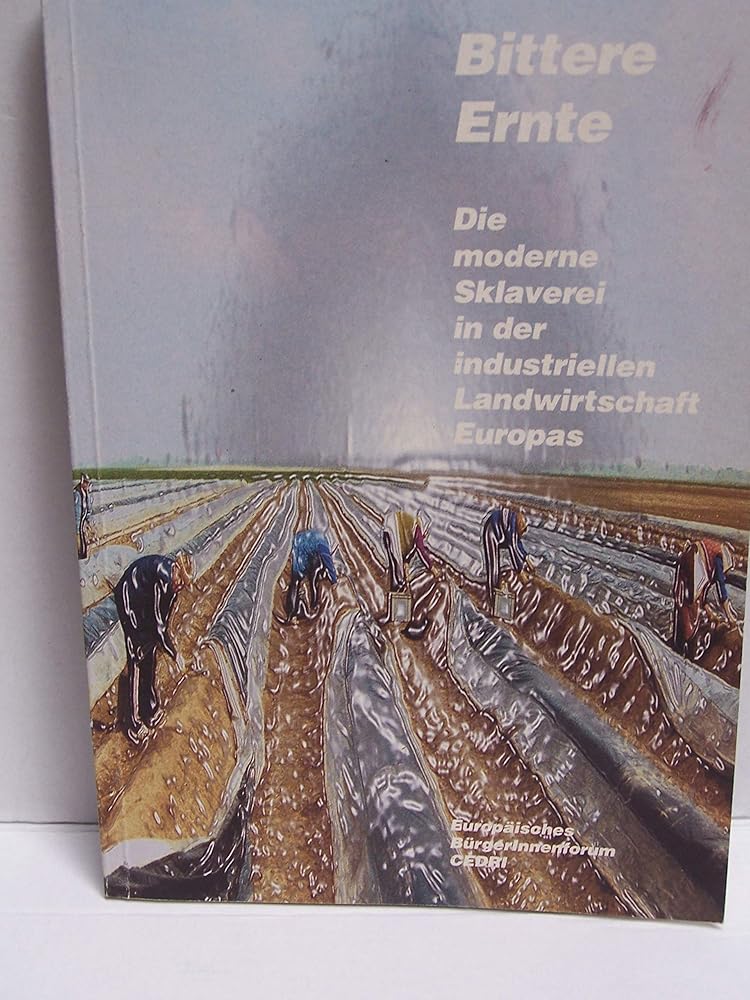 Bittere
Ernte
Die
moderne
Sklaverei
in der
industriellen
Landwirtschaft
Europas
Europäisches
BürgerInnenforum
CEDRI